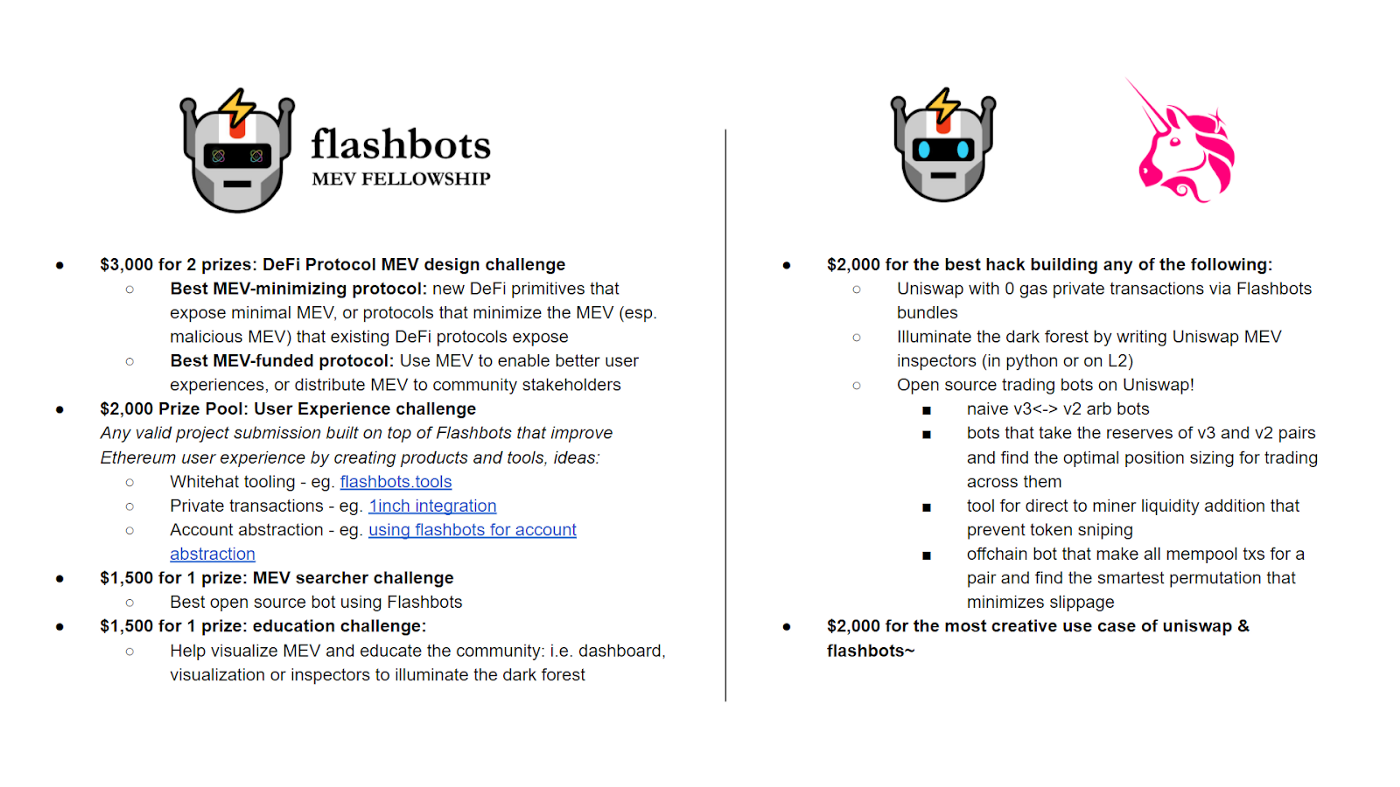 flashbots
MEV FELLOWSHIP
● $3,000 for 2 prizes: DeFi Protocol MEV design challenge
○ Best MEV-minimizing protocol: new DeFi primitives that
expose minimal MEV, or protocols that minimize the MEV (esp.
malicious MEV) that existing DeFi protocols expose
○ Best MEV-funded protocol: Use MEV to enable better user
experiences, or distribute MEV to community stakeholders
● $2,000 Prize Pool: User Experience challenge
Any valid project submission built on top of Flashbots that improve
Ethereum user experience by creating products and tools, ideas:
○ Whitehat tooling - eg. flashbots.tools
○ Private transactions - eg. 1inch integration
○ Account abstraction - eg. using flashbots for account
abstraction
● $1,500 for 1 prize: MEV searcher challenge
○ Best open source bot using Flashbots
● $1,500 for 1 prize: education challenge:
○ Help visualize MEV and educate the community: i.e. dashboard,
visualization or inspectors to illuminate the dark forest
● $2,000 for the best hack building any of the following:
○ Uniswap with 0 gas private transactions via Flashbots
bundles
○ Illuminate the dark forest by writing Uniswap MEV
inspectors (in python or on L2)
○ Open source trading bots on Uniswap!
■ naive v3<-> v2 arb bots
■ bots that take the reserves of v3 and v2 pairs
and find the optimal position sizing for trading
across them
■ tool for direct to miner liquidity addition that
prevent token sniping
■ offchain bot that make all mempool txs for a
pair and find the smartest permutation that
minimizes slippage
● $2,000 for the most creative use case of uniswap &
flashbots~